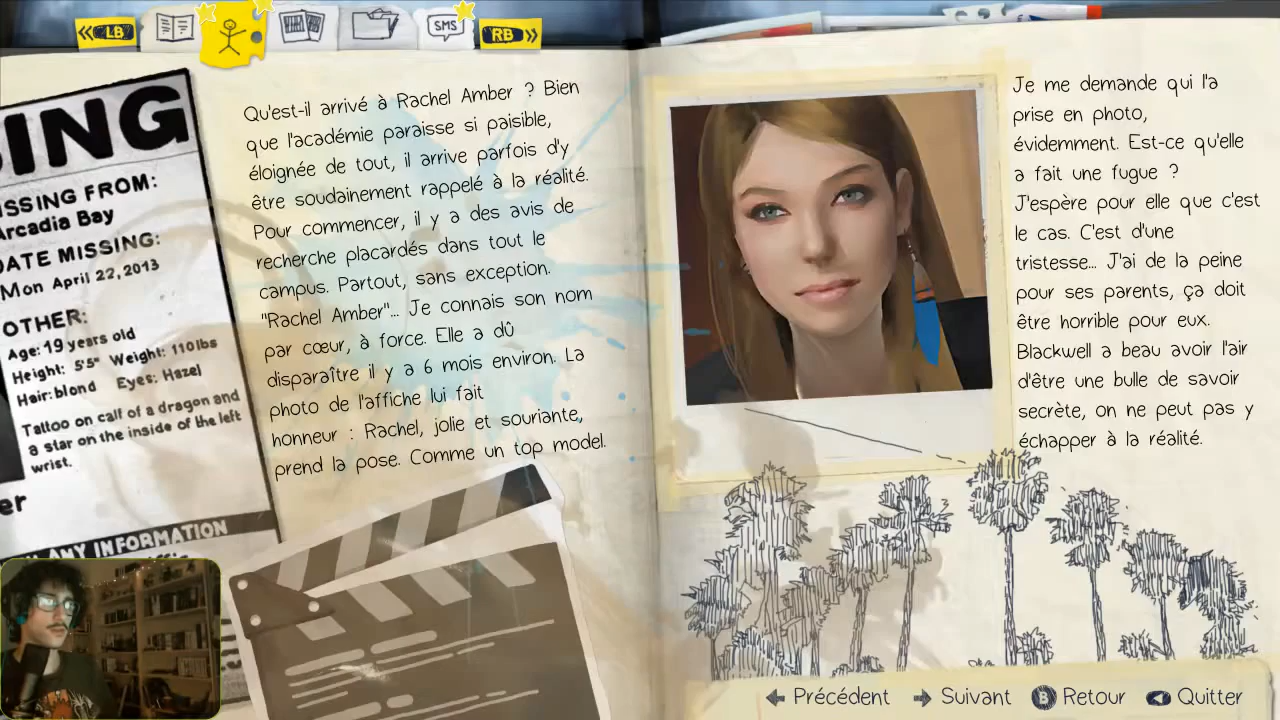 LB
SMS
RB
SING
ISSING FROM:
Arcadia Bay
DATE MISSING:
Mon April 22, 2013
OTHER:
Age: 19 years old
Height: 5'5" Weight: 110lbs
Hair: blond Eyes: Hazel
Tattoo on calf of a dragon and
a star on the inside of the left
wrist.
er
ANY INFORMATION
Qu'est-il arrivé à Rachel Amber ? Bien
que l'académie paraisse si paisible,
éloignée de tout, il arrive parfois d'y
être soudainement rappelé à la réalité.
Pour commencer, il y a des avis de
recherche placardés dans tout le
campus. Partout, sans exception.
"Rachel Amber"... Je connais son nom
par cœur, à force. Elle a dû
disparaître il y a 6 mois environ. La
photo de l'affiche lui fait
honneur : Rachel, jolie et souriante,
prend la pose. Comme un top model.
Je me demande qui l'a
prise en photo,
évidemment. Est-ce qu'elle
a fait une fugue ?
J'espère pour elle que c'est
le cas. C'est d'une
tristesse... J'ai de la peine
pour ses parents, ça doit
être horrible pour eux.
Blackwell a beau avoir l'air
d'être une bulle de savoir
secrète, on ne peut pas y
échapper à la réalité.
Précédent Suivant B Retour Quitter